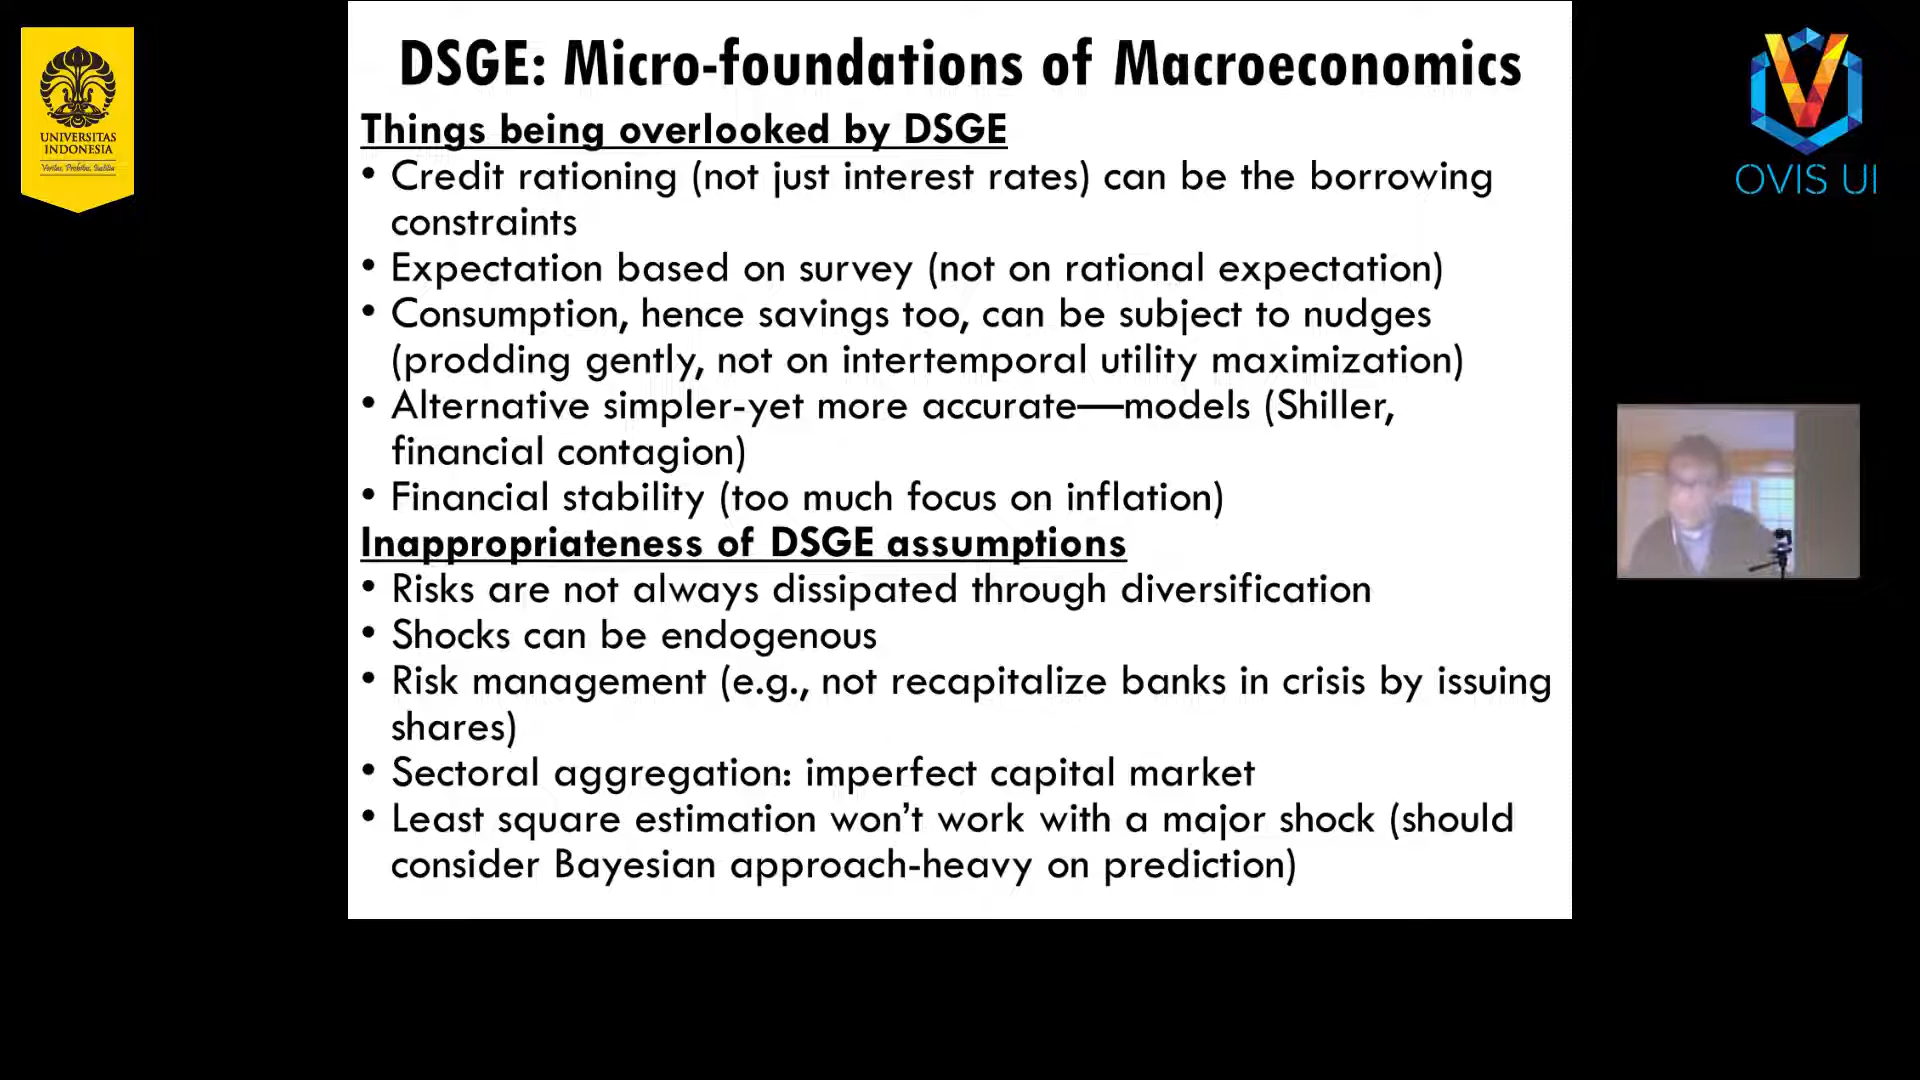 DSGE: Micro-foundations of Macroeconomics
Things being overlooked by DSGE
• Credit rationing (not just interest rates) can be the borrowing
constraints
• Expectation based on survey (not on rational expectation)
• Consumption, hence savings too, can be subject to nudges
(prodding gently, not on intertemporal utility maximization)
• Alternative simpler-yet more accurate—models (Shiller,
financial contagion)
• Financial stability (too much focus on inflation)
Inappropriateness of DSGE assumptions
• Risks are not always dissipated through diversification
• Shocks can be endogenous
• Risk management (e.g., not recapitalize banks in crisis by issuing
shares)
• Sectoral aggregation: imperfect capital market
• Least square estimation won’t work with a major shock (should
consider Bayesian approach-heavy on prediction)
UNIVERSITAS
INDONESIA
Veritas, Probitas, Iustitia
OVIS UI